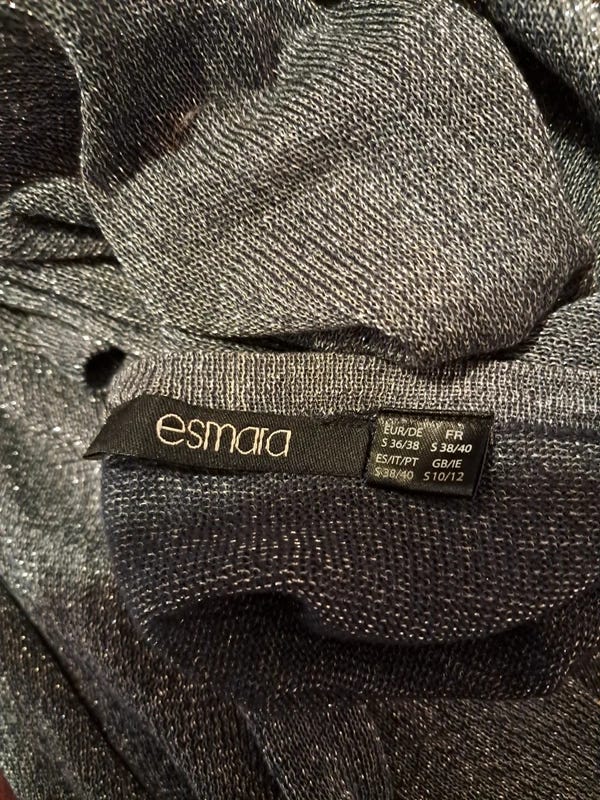 esmara
EUR/DE FR
S 36/38 S 38/40
ES/IT/PT GB/IE
S 38/40 S 10/12